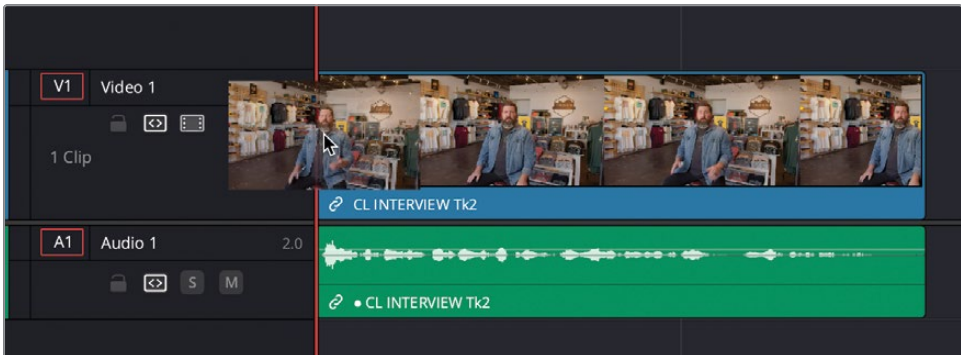 V1 Video 1
1 Clip
CL INTERVIEW Tk2
A1 Audio 1 2.0
S M
• CL INTERVIEW Tk2